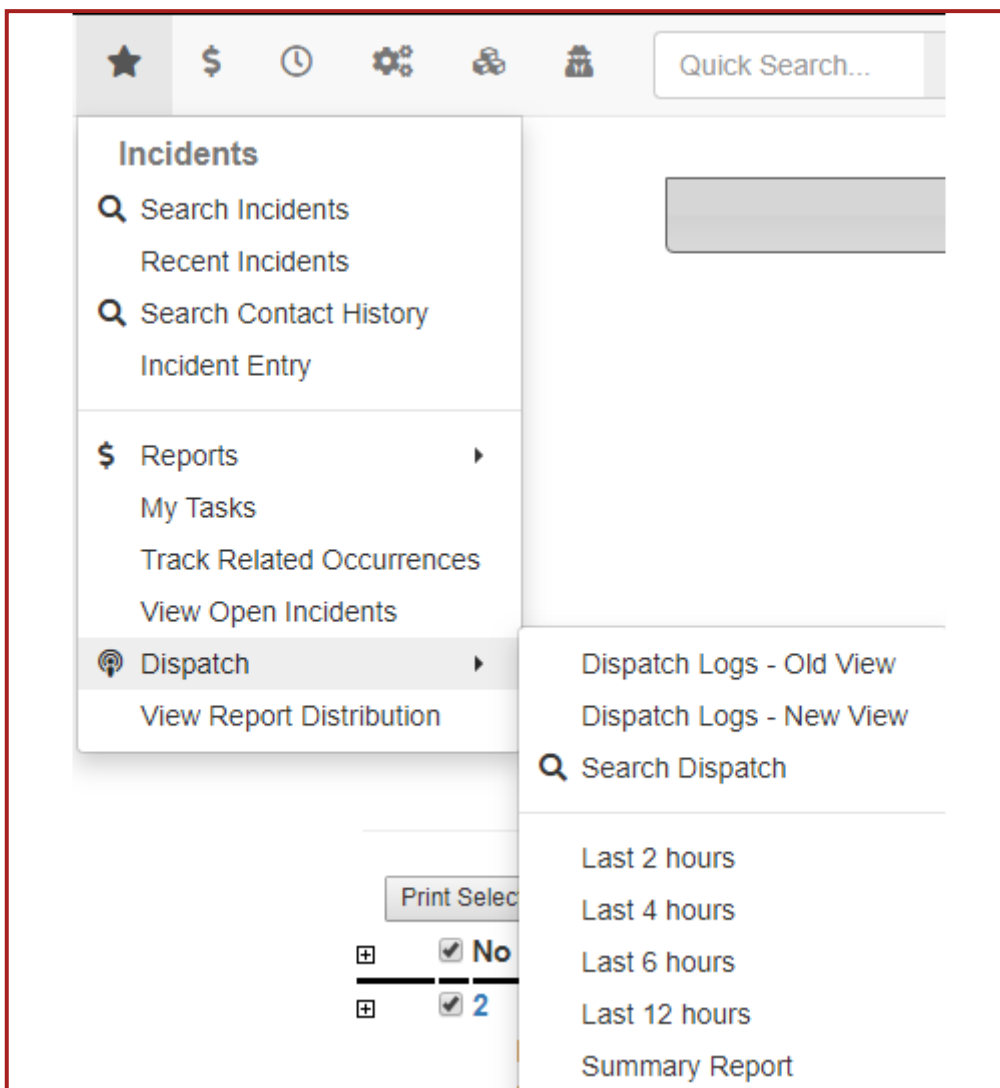 Quick Search...
Incidents
Search Incidents
Recent Incidents
Search Contact History
Incident Entry
$ Reports
My Tasks
Track Related Occurrences
View Open Incidents
Dispatch
View Report Distribution
Dispatch Logs - Old View
Dispatch Logs - New View
Search Dispatch
Last 2 hours
Last 4 hours
Last 6 hours
Last 12 hours
Summary Report
Print Selec
No
2